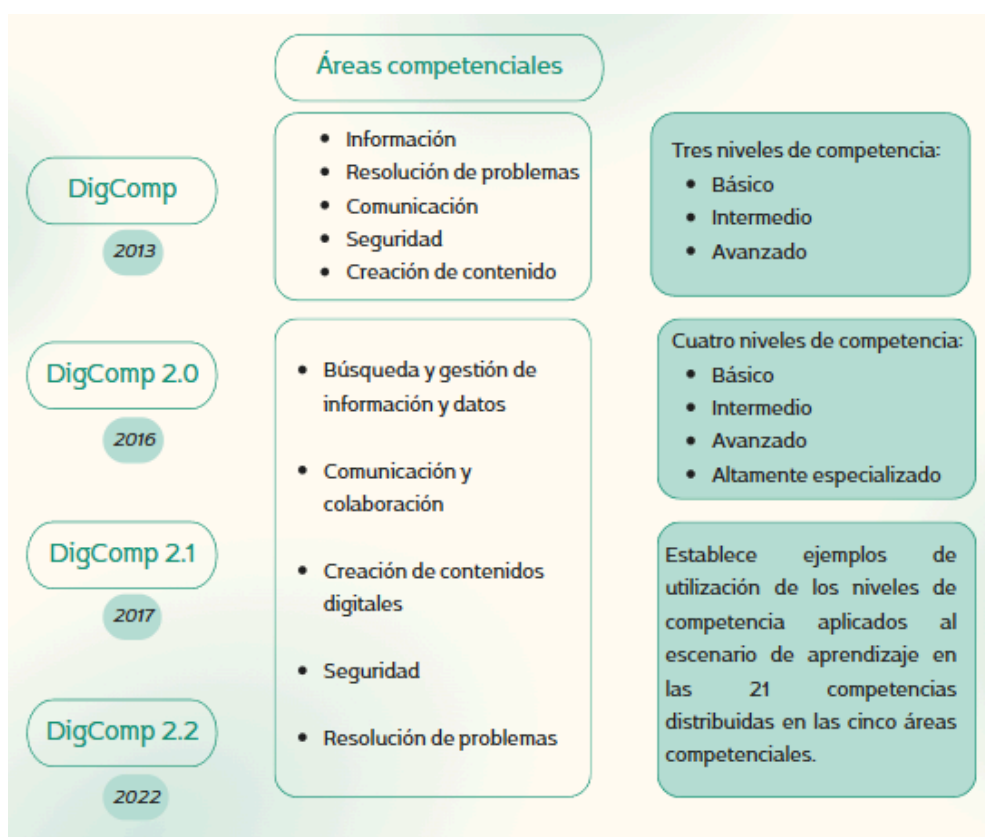 Áreas competenciales
DigComp
2013
• Información
• Resolución de problemas
• Comunicación
• Seguridad
• Creación de contenido
Tres niveles de competencia:
• Básico
• Intermedio
• Avanzado
DigComp 2.0
2016
DigComp 2.1
2017
DigComp 2.2
2022
• Búsqueda y gestión de
información y datos
• Comunicación y
colaboración
• Creación de contenidos
digitales
• Seguridad
• Resolución de problemas
Cuatro niveles de competencia:
• Básico
• Intermedio
• Avanzado
• Altamente especializado
Establece ejemplos de
utilización de los niveles de
competencia aplicados al
escenario de aprendizaje en
las 21 competencias
distribuidas en las cinco áreas
competenciales.